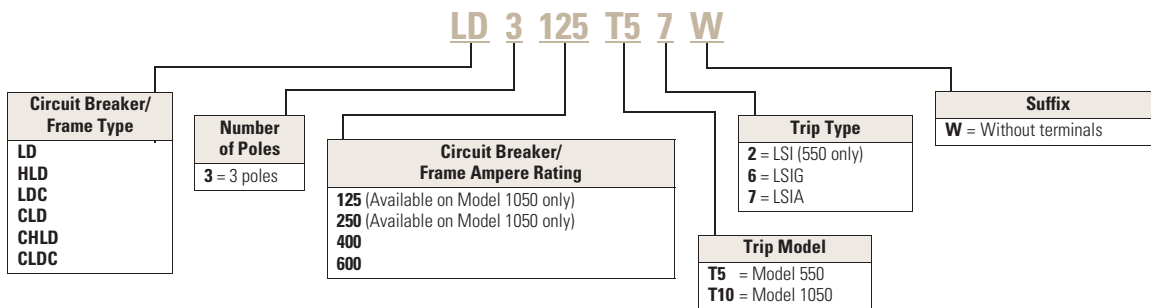 LD 3 125 T5 7 W
Circuit Breaker/
Frame Type
LD
HLD
LDC
CLD
CHLD
CLDC
Number
of Poles
3 = 3 poles
Circuit Breaker/
Frame Ampere Rating
125 (Available on Model 1050 only)
250 (Available on Model 1050 only)
400
600
Trip Model
T5 = Model 550
T10 = Model 1050
Trip Type
2 = LSI (550 only)
6 = LSIG
7 = LSIA
Suffix
W = Without terminals